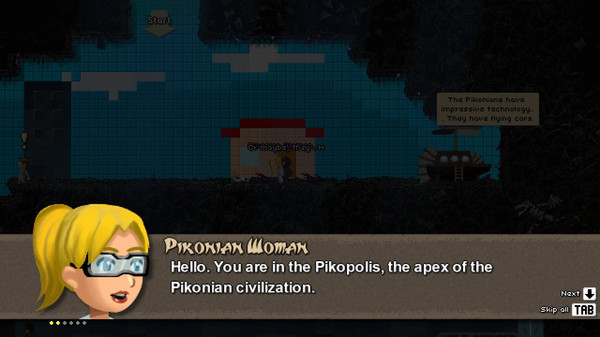 Start
The Pikonians have
impressive technology.
. They have flying cars.
Pikonian Woman
Hello. You are in the Pikopolis, the apex of the
Pikonian civilization.
Next
Skip all TAB